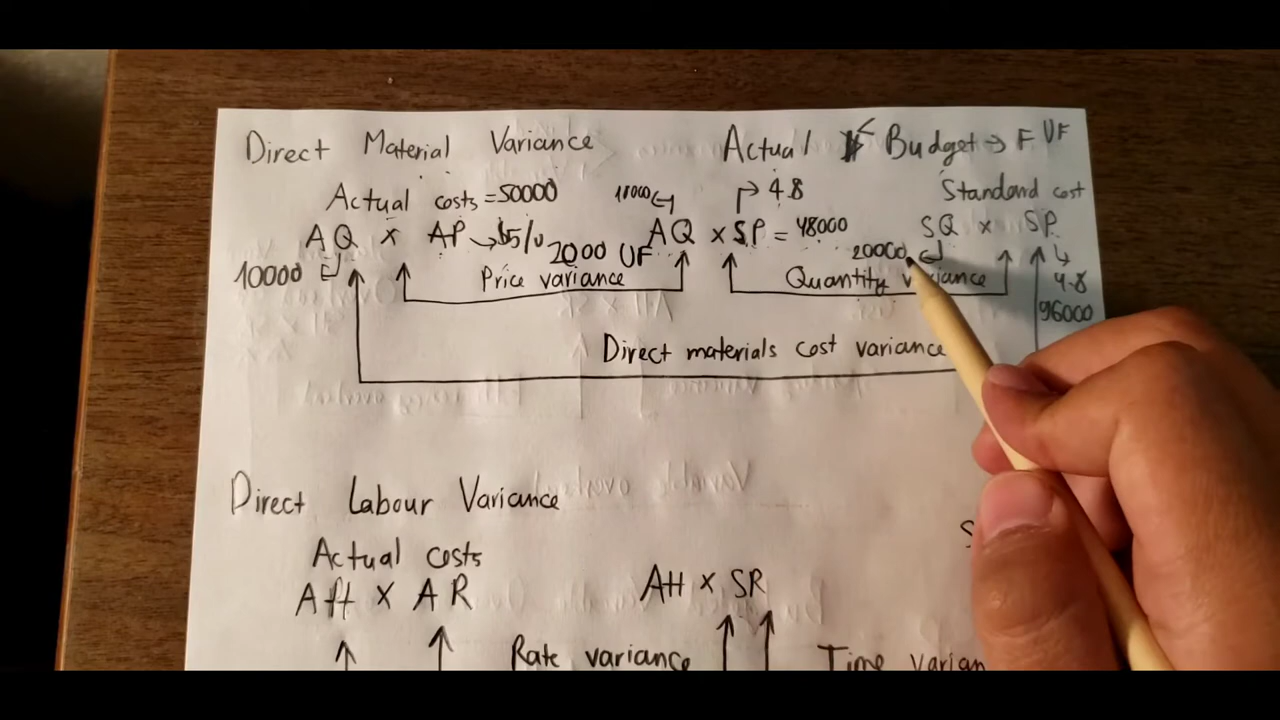 Direct Material Variance Actual < Budget → F UF
Actual costs = 50000 11000 → 4.8 Standard cost
AQ × AP → $5/u AQ × SP = 48000 SQ × SP
10000 2000 UF 20000 4.8
Price variance Quantity variance 96000
Direct materials cost variance
Direct Labour Variance
Actual costs
AH × AR AH × SR
Rate variance Time varian